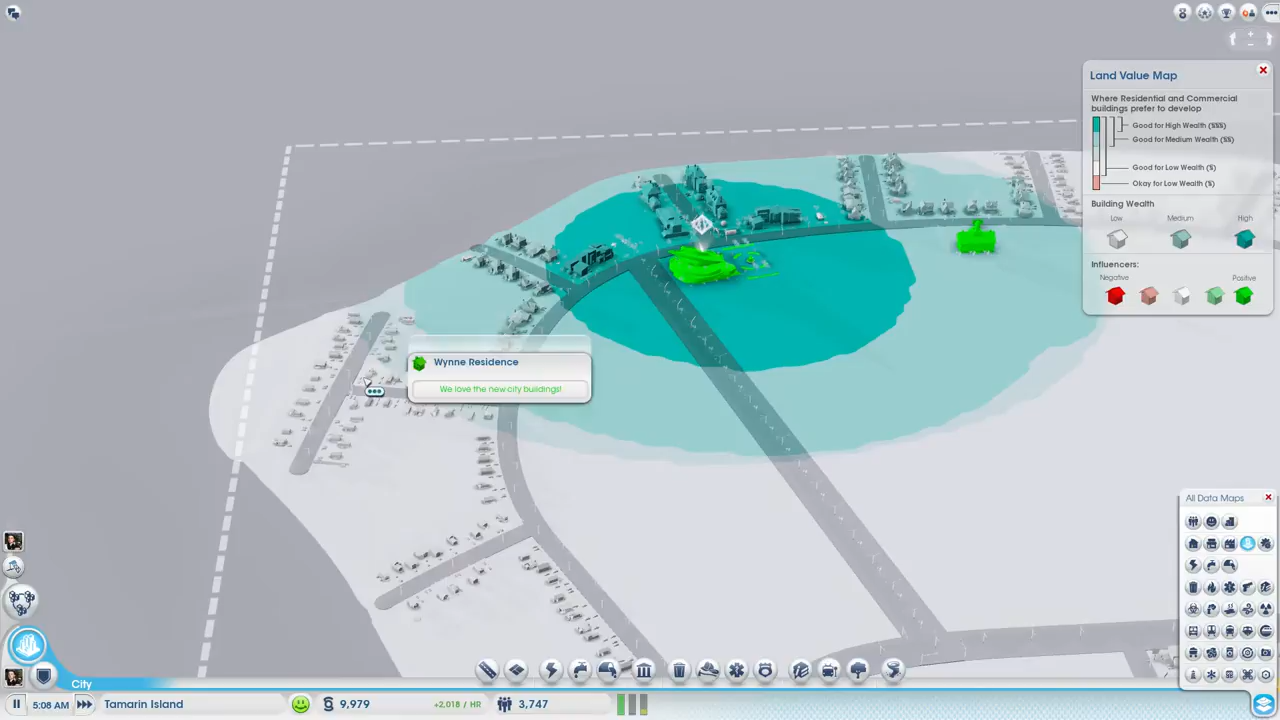 Land Value Map
Where Residential and Commercial
buildings prefer to develop
Good for High Wealth (§§§)
Good for Medium Wealth (§§)
Good for Low Wealth (§)
Okay for Low Wealth (§)
Building Wealth
Low
Medium
High
Influencers:
Negative
Positive
Wynne Residence
We love the new city buildings!
All Data Maps
City
5:08 AM
Tamarin Island
9,979
+2,018 / HR
3,747